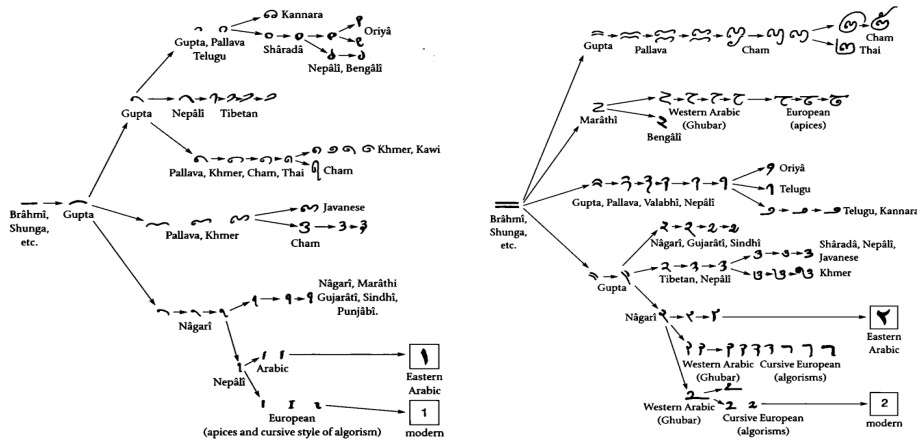 Kannara
Gupta, Pallava
Telugu
Shâradâ
Oriyâ
Nepâlî, Bengâlî
Gupta
Nepâlî
Tibetan
Khmer, Kawi
Pallava, Khmer, Cham, Thai
Cham
Brâhmî,
Shunga,
etc.
Gupta
Javanese
Pallava, Khmer
Cham
Nâgarî, Marâthi
Gujarâtî, Sindhî,
Punjâbî.
Nâgarî
Nepâlî
Arabic
١
Eastern
Arabic
European
(apices and cursive style of algorism)
1
modern
Gupta
Pallava
Cham
Cham
Thai
Marâthî
Western Arabic
(Ghubar)
European
(apices)
Bengâlî
Oriyâ
Gupta, Pallava, Valabhî, Nepâlî
Telugu
Telugu, Kannara
Brâhmî,
Shunga,
etc.
Nâgarî, Gujarâtî, Sindhî
Shâradâ, Nepâlî,
Javanese
Tibetan, Nepâlî
Khmer
Gupta
Nâgarî
٢
Eastern
Arabic
Western Arabic
(Ghubar)
Cursive European
(algorisms)
Western Arabic
(Ghubar)
Cursive European
(algorisms)
2
modern